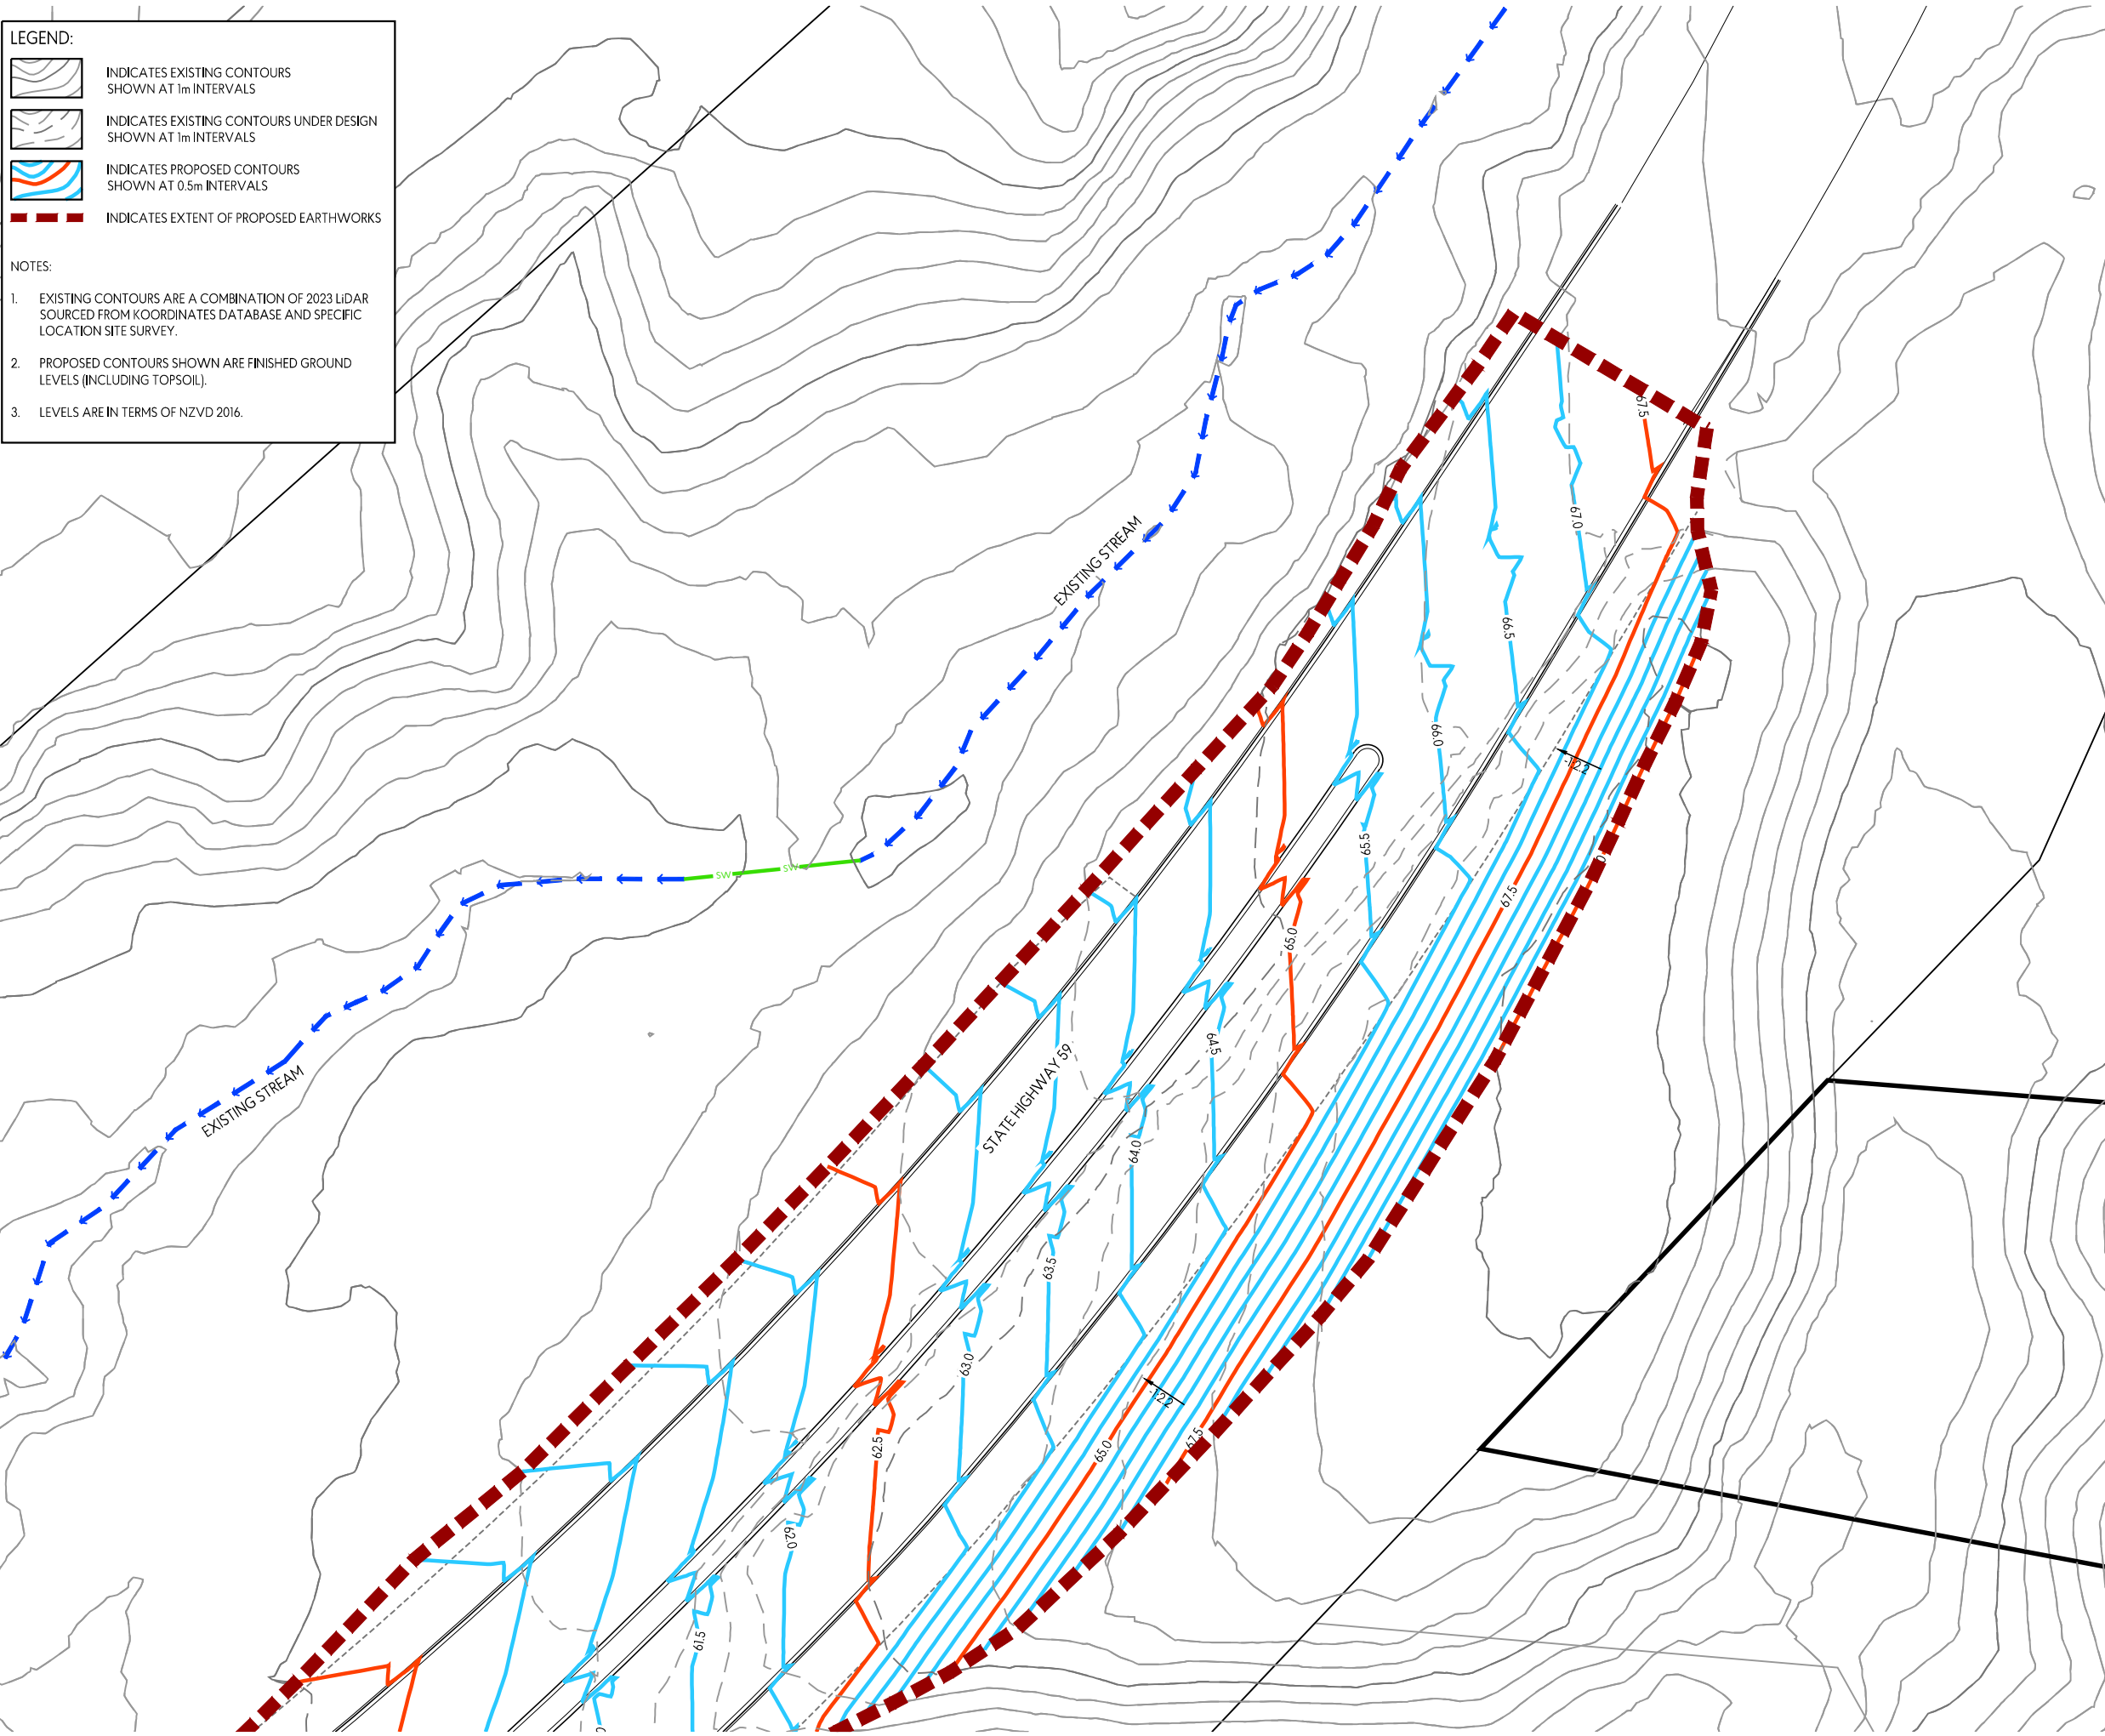 LEGEND:
INDICATES EXISTING CONTOURS
SHOWN AT 1m INTERVALS
INDICATES EXISTING CONTOURS UNDER DESIGN
SHOWN AT 1m INTERVALS
INDICATES PROPOSED CONTOURS
SHOWN AT 0.5m INTERVALS
INDICATES EXTENT OF PROPOSED EARTHWORKS
NOTES:
1. EXISTING CONTOURS ARE A COMBINATION OF 2023 LiDAR
SOURCED FROM KOORDINATES DATABASE AND SPECIFIC
LOCATION SITE SURVEY.
2. PROPOSED CONTOURS SHOWN ARE FINISHED GROUND
LEVELS (INCLUDING TOPSOIL).
3. LEVELS ARE IN TERMS OF NZVD 2016.
67.5
67.0
EXISTING STREAM
66.5
66.0
1:2.2
65.5
67.5
SW
SW
65.0
64.5
STATE HIGHWAY 59
EXISTING STREAM
64.0
63.5
63.0
1:2.2
62.5
65.0
67.5
62.0
61.5